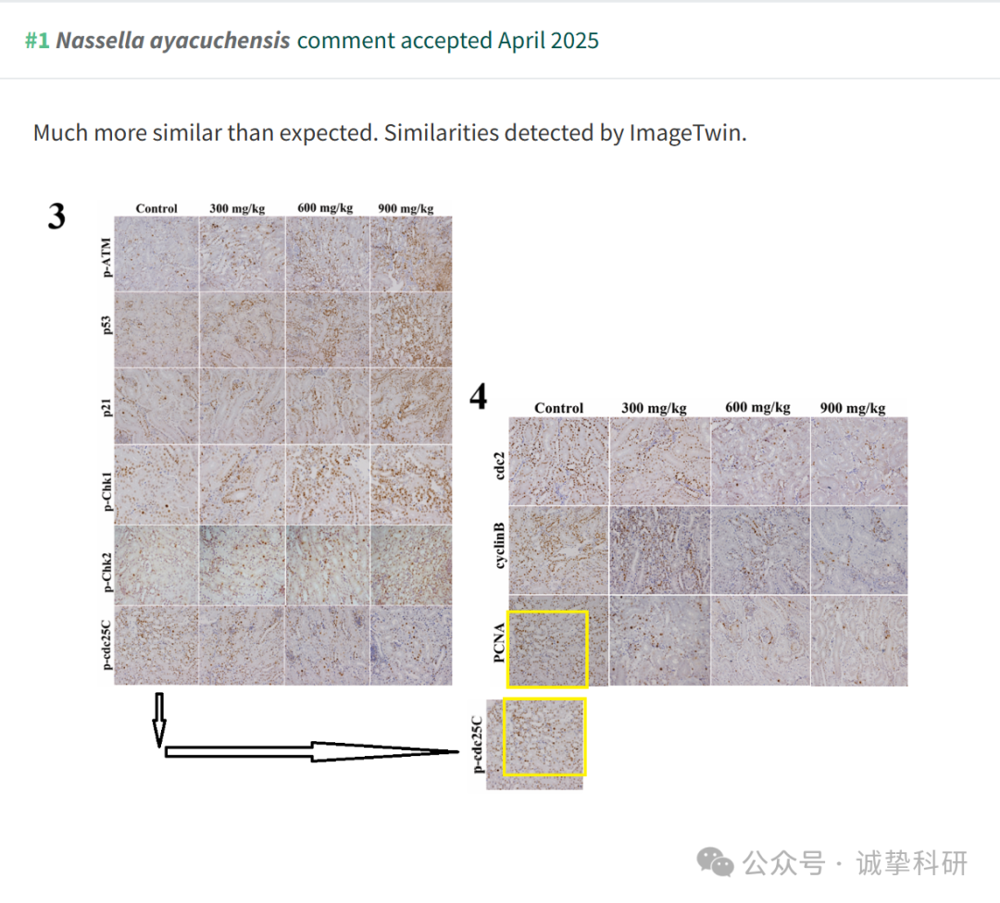 #1 Nassella ayacuchensis comment accepted April 2025
Much more similar than expected. Similarities detected by ImageTwin.
3
Control 300 mg/kg 600 mg/kg 900 mg/kg
p-ATM
p53
p21
p-Chk1
p-Chk2
p-cdc25C
4
Control 300 mg/kg 600 mg/kg 900 mg/kg
cdc2
cyclinB
PCNA
p-cdc25C
公众号 · 诚挚科研